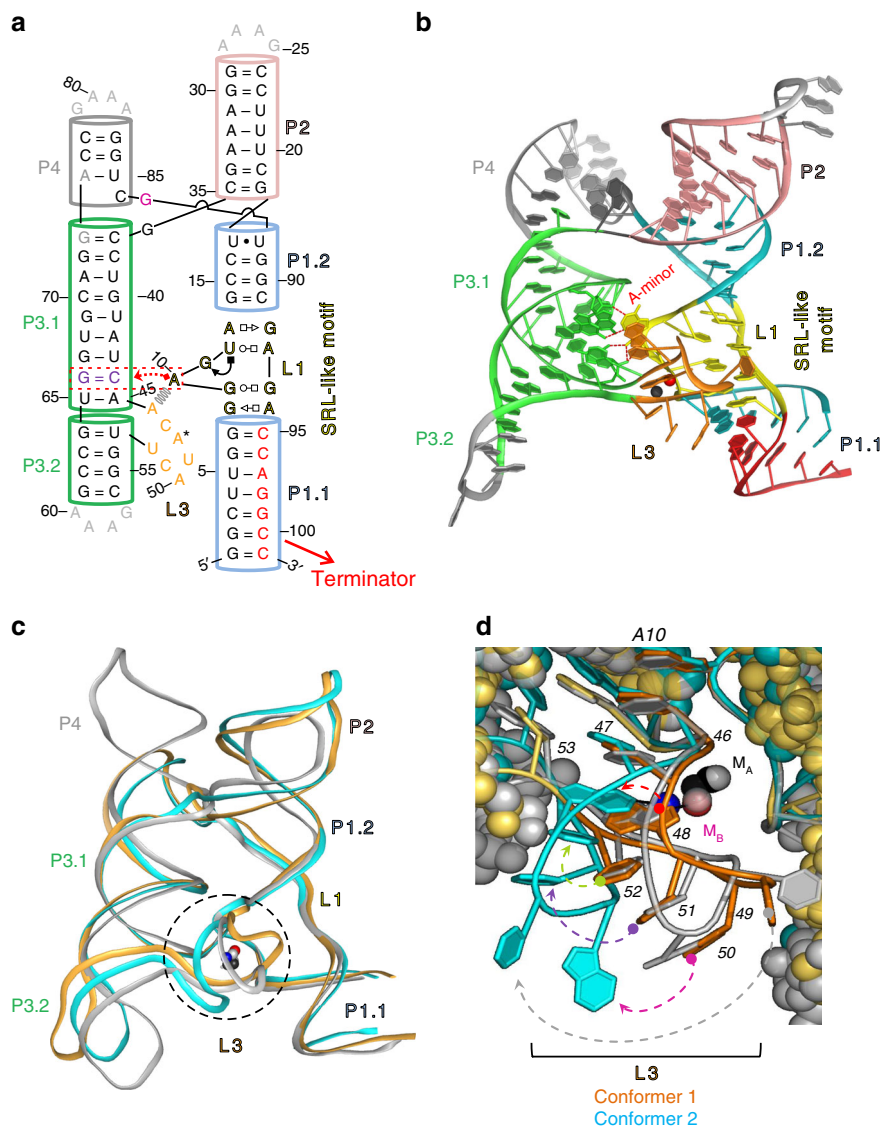 a
A A
A G –25
G = C
30– G = C
A – U
A – U
A – U –20
G = C
35 C = G
P2
80
A A
G A
C = G
C = G
A – U –85
C G
P4
G
G = C
G = C
A – U
70– C = G –40
G – U
U – A
G – U
G = C
65– U – A 45
P3.1
U • U
C = G
15– C = G –90
G = C
P1.2
10
A G
G U A
A G G
G A
L1
SRL-like motif
A
C A*
U U
C A
50
L3
G U
C = G
C = G –55
G = C
60– A G
A A
P3.2
G = C –95
G = C
5– U – A
U G
C = G
G = C –100
G = C
5′ 3′
P1.1
Terminator
b
P4
P2
P1.2
P3.1
A-minor
L1
SRL-like
motif
P3.2
L3
P1.1
c
P4
P2
P1.2
P3.1
L1
P3.2
P1.1
L3
d
A10
47
46
53
MA
48
MB
52
51
49
50
L3
Conformer 1
Conformer 2